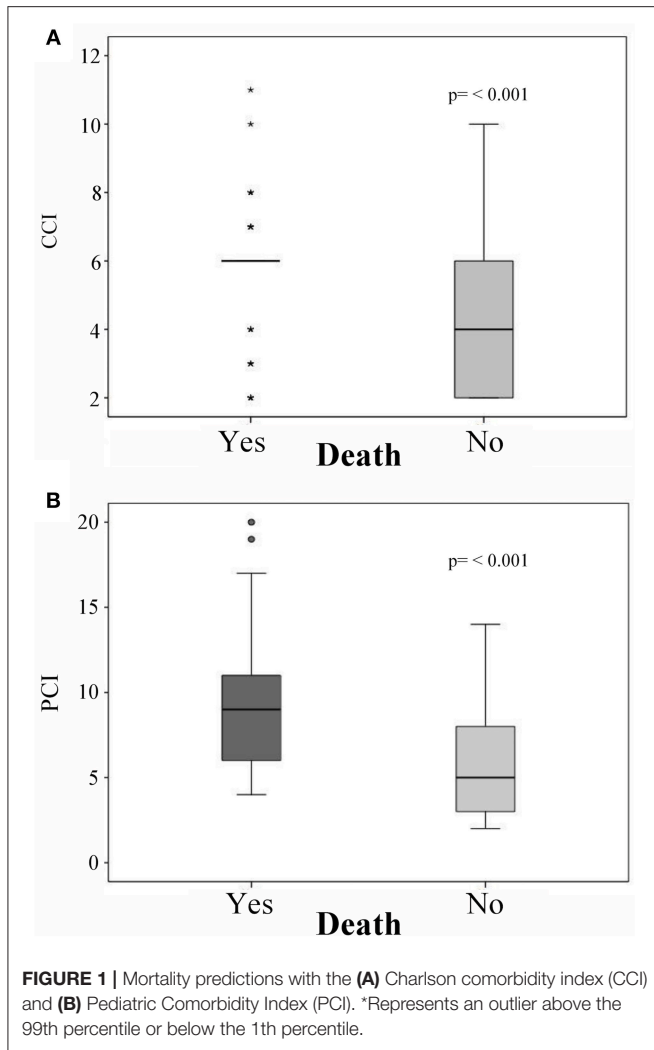 A
12
10
8
6
4
2
CCI
p= < 0.001
* 
*
*
*
*
*
*
Yes
No
Death
B
20
15
10
5
0
PCI
p= < 0.001
Yes
No
Death
FIGURE 1 | Mortality predictions with the (A) Charlson comorbidity index (CCI)
and (B) Pediatric Comorbidity Index (PCI). *Represents an outlier above the
99th percentile or below the 1th percentile.